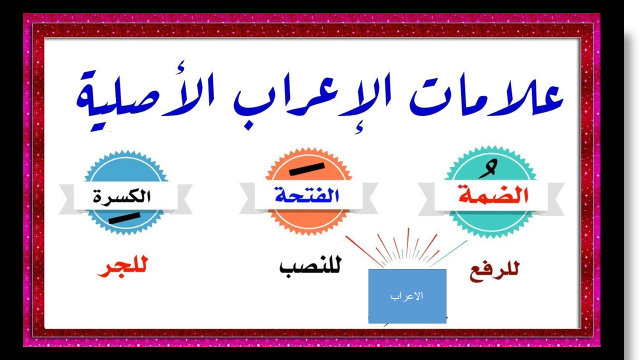 علامات الإعراب الأصلية
الضمة الفتحة الكسرة
للرفع للنصب للجر
الاعراب